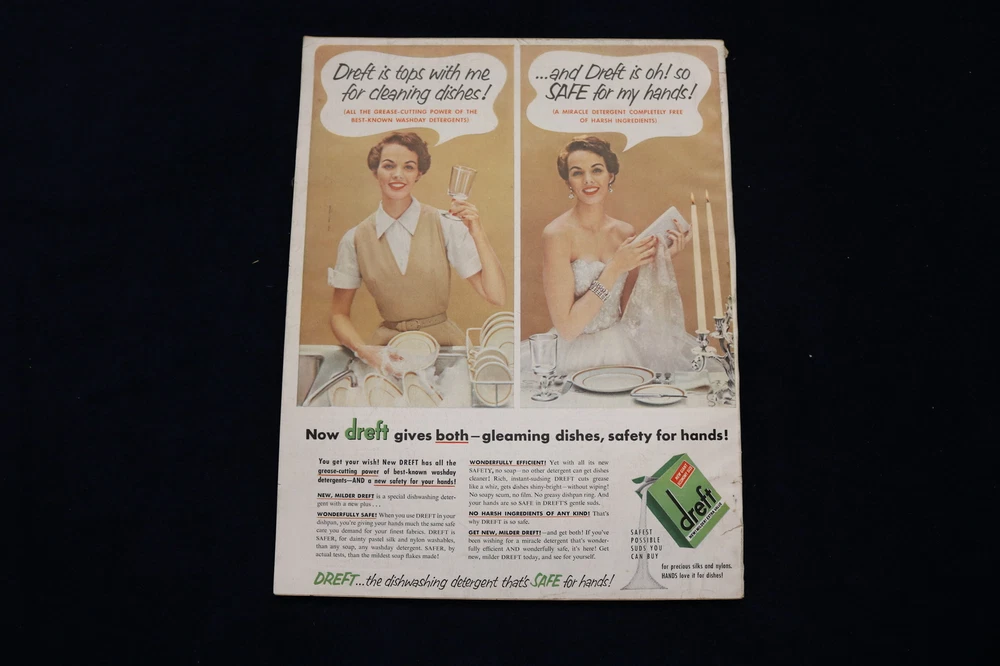 Dreft is tops with me
for cleaning dishes!
(ALL THE GREASE-CUTTING POWER OF THE
BEST-KNOWN WASHDAY DETERGENTS)
...and Dreft is oh! so
SAFE for my hands!
(A MIRACLE DETERGENT COMPLETELY FREE
OF HARSH INGREDIENTS)
Now dreft gives both—gleaming dishes, safety for hands!
You get your wish! New DREFT has all the
grease-cutting power of best-known washday
detergents—AND a new safety for your hands!
NEW, MILDER DREFT is a special dishwashing deter-
gent with a new plus...
WONDERFULLY SAFE! When you use DREFT in your
dishpan, you're giving your hands much the same safe
care you demand for your finest fabrics. DREFT is
SAFER, for dainty pastel silk and nylon washables,
than any soap, any washday detergent. SAFER, by
actual tests, than the mildest soap flakes made!
WONDERFULLY EFFICIENT! Yet with all its new
SAFETY, no soap—no other detergent can get dishes
cleaner! Rich, instant-sudsing DREFT cuts grease
like a whiz, gets dishes shiny-bright—without wiping!
No soapy scum, no film. No greasy dishpan ring. And
your hands are so SAFE in DREFT'S gentle suds.
NO HARSH INGREDIENTS OF ANY KIND! That's
why DREFT is so safe.
GET NEW, MILDER DREFT!—and get both! If you've
been wishing for a miracle detergent that's wonder-
fully efficient AND wonderfully safe, it's here! Get
new, milder DREFT today, and see for yourself.
dreft
SAFEST
POSSIBLE
SUDS YOU
CAN BUY
for precious silks and nylons.
HANDS love it for dishes!
DREFT...the dishwashing detergent that's SAFE for hands!